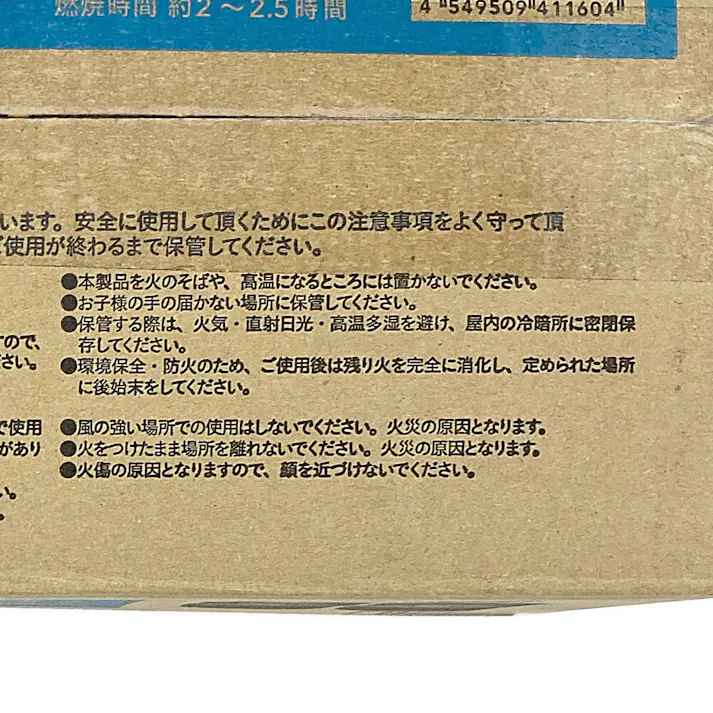 燃焼時間 約2～2.5時間
4 549509 411604
います。安全に使用して頂くためにこの注意事項をよく守って頂
ご使用が終わるまで保管してください。
●本製品を火のそばや、高温になるところには置かないでください。
●お子様の手の届かない場所に保管してください。
●保管する際は、火気・直射日光・高温多湿を避け、屋内の冷暗所に密閉保
すので、
存してください。
ださい。
●環境保全・防火のため、ご使用後は残り火を完全に消化し、定められた場所
に後始末をしてください。
で使用
●風の強い場所での使用はしないでください。火災の原因となります。
があり
●火をつけたまま場所を離れないでください。火災の原因となります。
●火傷の原因となりますので、顔を近づけないでください。
い。